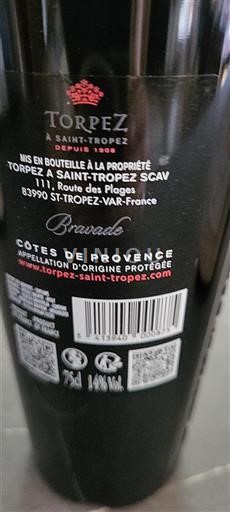 TORPEZ
À SAINT-TROPEZ
DEPUIS 1908
MIS EN BOUTEILLE À LA PROPRIÉTÉ
TORPEZ A SAINT-TROPEZ SCAV
111, Route des Plages
83990 ST-TROPEZ-VAR-France
Bravade
CÔTES DE PROVENCE
APPELLATION D'ORIGINE PROTÉGÉE
www.torpez-saint-tropez.com
75cl 14%Vol.